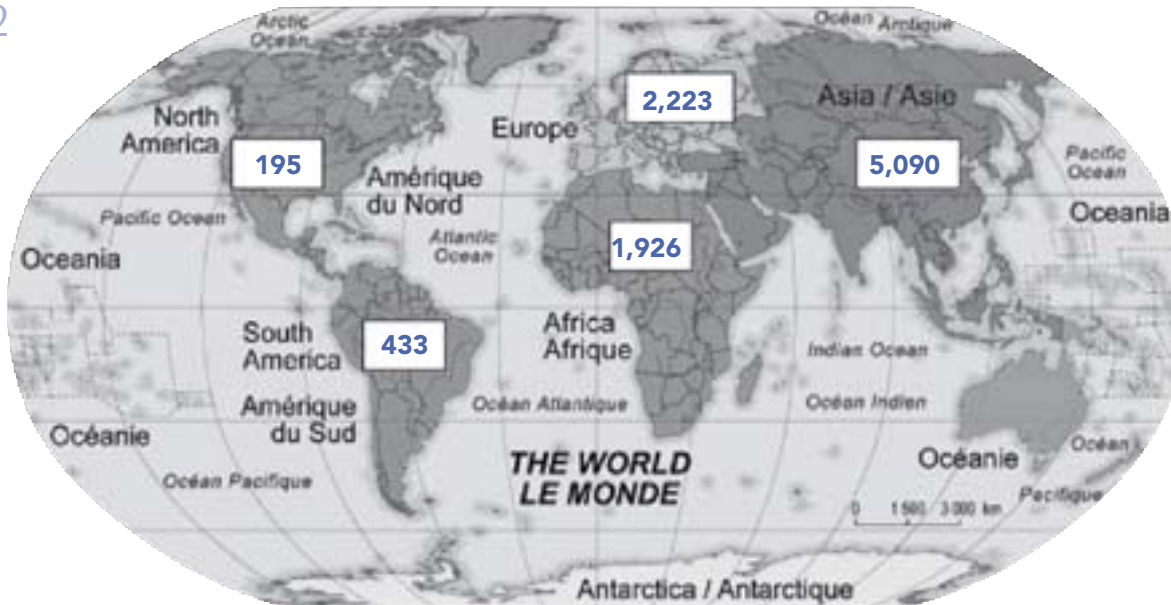 2
Arctic
Ocean
Océan Arctique
North
America
195
Amérique
du Nord
Europe
2,223
Asia / Asie
5,090
Pacific
Ocean
Oceania
Pacific Ocean
Atlantic
Ocean
1,926
Oceania
South
America
433
Africa
Afrique
Indian Ocean
Amérique
du Sud
Océan Atlantique
Océan Indien
Océanie
Océan Pacifique
THE WORLD
LE MONDE
Océanie
Océan
Pacifique
0 1 500 3 000 km
Antarctica / Antarctique